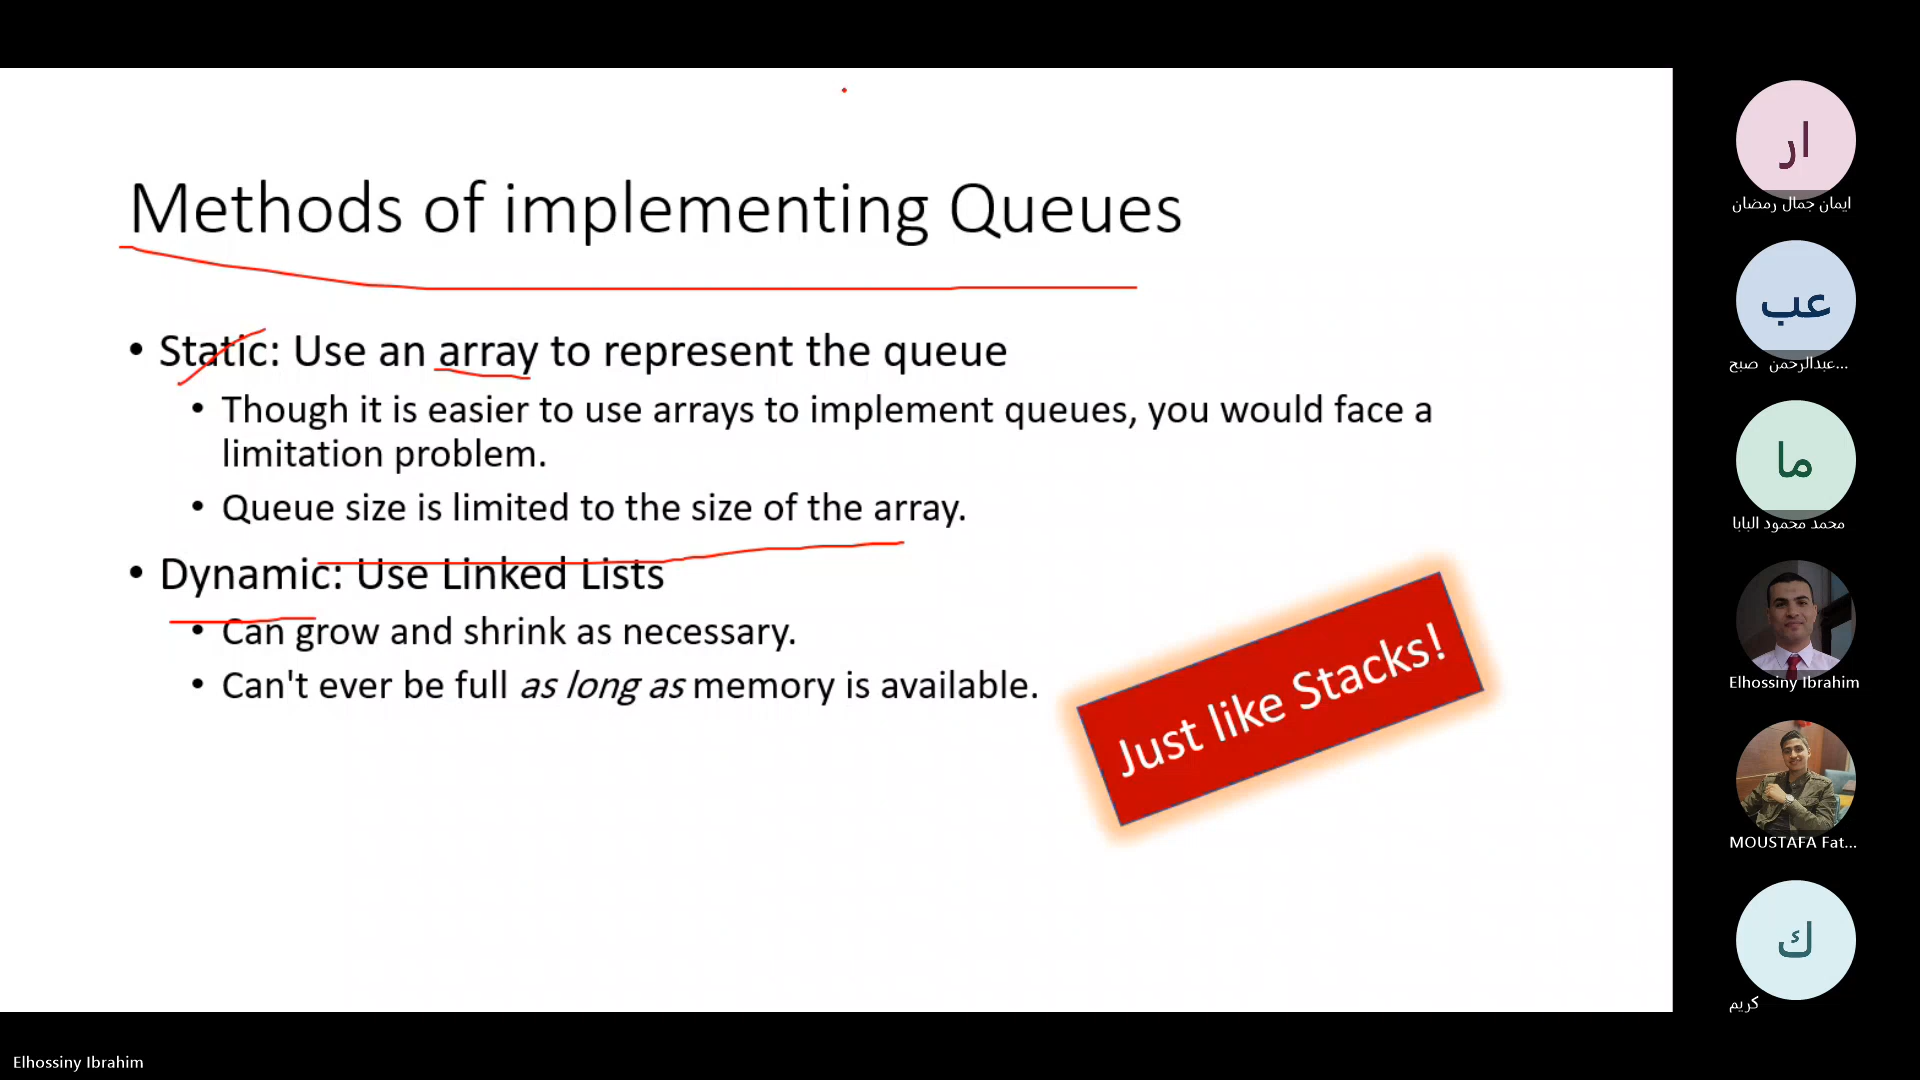 Methods of implementing Queues
• Static: Use an array to represent the queue
• Though it is easier to use arrays to implement queues, you would face a
limitation problem.
• Queue size is limited to the size of the array.
• Dynamic: Use Linked Lists
• Can grow and shrink as necessary.
• Can't ever be full as long as memory is available.
Just like Stacks!
ار
ايمان جمال رمضان
عب
عبدالرحمن صبح...
ما
محمد محمود البابا
Elhossiny Ibrahim
MOUSTAFA Fat...
ك
كريم
Elhossiny Ibrahim